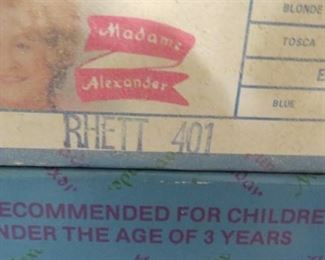 BLONDE
Madame
TOSCA
Alexander
BLUE
RHETT 401
ECOMMENDED FOR CHILDRE
NDER THE AGE OF 3 YEARS